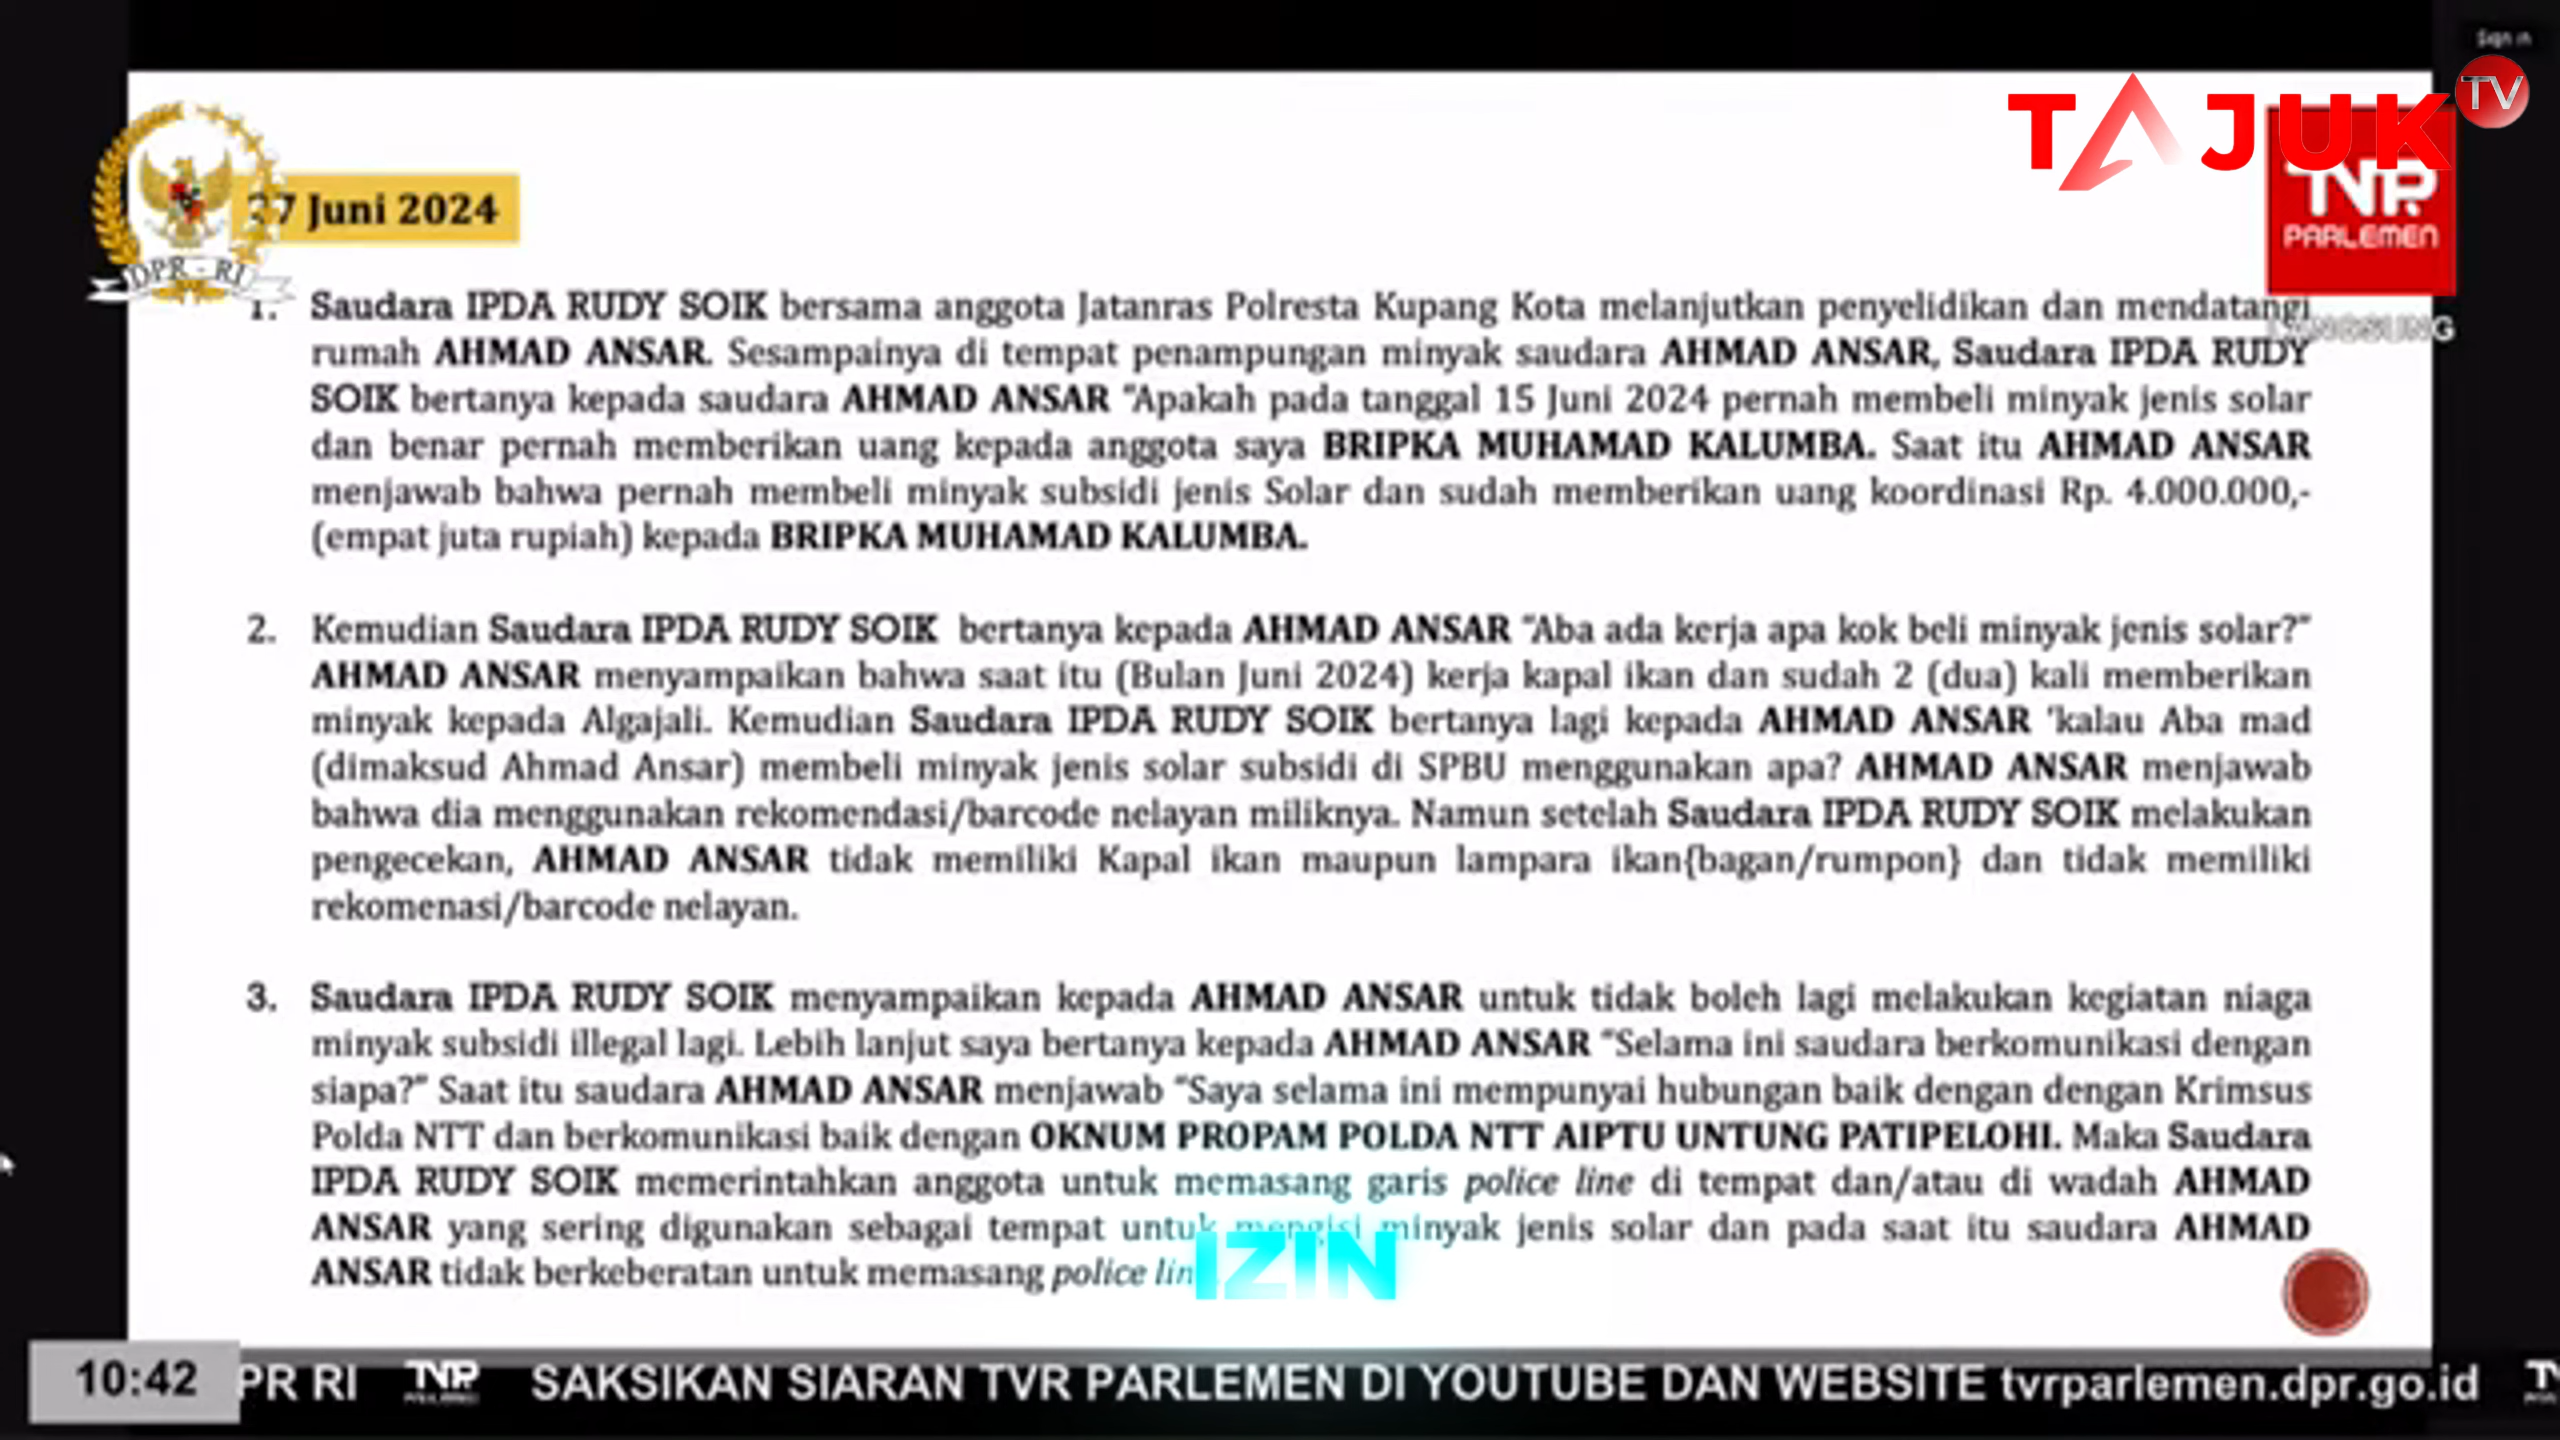 Sign in
TAJUK TV
TVR
PARLEMEN
LANGSUNG
DPR - RI
27 Juni 2024
1. Saudara IPDA RUDY SOIK bersama anggota Jatanras Polresta Kupang Kota melanjutkan penyelidikan dan mendatangi
rumah AHMAD ANSAR. Sesampainya di tempat penampungan minyak saudara AHMAD ANSAR, Saudara IPDA RUDY
SOIK bertanya kepada saudara AHMAD ANSAR “Apakah pada tanggal 15 Juni 2024 pernah membeli minyak jenis solar
dan benar pernah memberikan uang kepada anggota saya BRIPKA MUHAMAD KALUMBA. Saat itu AHMAD ANSAR
menjawab bahwa pernah membeli minyak subsidi jenis Solar dan sudah memberikan uang koordinasi Rp. 4.000.000,-
(empat juta rupiah) kepada BRIPKA MUHAMAD KALUMBA.
2. Kemudian Saudara IPDA RUDY SOIK bertanya kepada AHMAD ANSAR “Aba ada kerja apa kok beli minyak jenis solar?”
AHMAD ANSAR menyampaikan bahwa saat itu (Bulan Juni 2024) kerja kapal ikan dan sudah 2 (dua) kali memberikan
minyak kepada Algajali. Kemudian Saudara IPDA RUDY SOIK bertanya lagi kepada AHMAD ANSAR ‘kalau Aba mad
(dimaksud Ahmad Ansar) membeli minyak jenis solar subsidi di SPBU menggunakan apa? AHMAD ANSAR menjawab
bahwa dia menggunakan rekomendasi/barcode nelayan miliknya. Namun setelah Saudara IPDA RUDY SOIK melakukan
pengecekan, AHMAD ANSAR tidak memiliki Kapal ikan maupun lampara ikan{bagan/rumpon} dan tidak memiliki
rekomenasi/barcode nelayan.
3. Saudara IPDA RUDY SOIK menyampaikan kepada AHMAD ANSAR untuk tidak boleh lagi melakukan kegiatan niaga
minyak subsidi illegal lagi. Lebih lanjut saya bertanya kepada AHMAD ANSAR “Selama ini saudara berkomunikasi dengan
siapa?” Saat itu saudara AHMAD ANSAR menjawab “Saya selama ini mempunyai hubungan baik dengan dengan Krimsus
Polda NTT dan berkomunikasi baik dengan OKNUM PROPAM POLDA NTT AIPTU UNTUNG PATIPELOHI. Maka Saudara
IPDA RUDY SOIK memerintahkan anggota untuk memasang garis police line di tempat dan/atau di wadah AHMAD
ANSAR yang sering digunakan sebagai tempat untuk mengisi minyak jenis solar dan pada saat itu saudara AHMAD
ANSAR tidak berkeberatan untuk memasang police lin
IZIN
10:42 PR RI TVR PARLEMEN SAKSIKAN SIARAN TVR PARLEMEN DI YOUTUBE DAN WEBSITE tvrparlemen.dpr.go.id